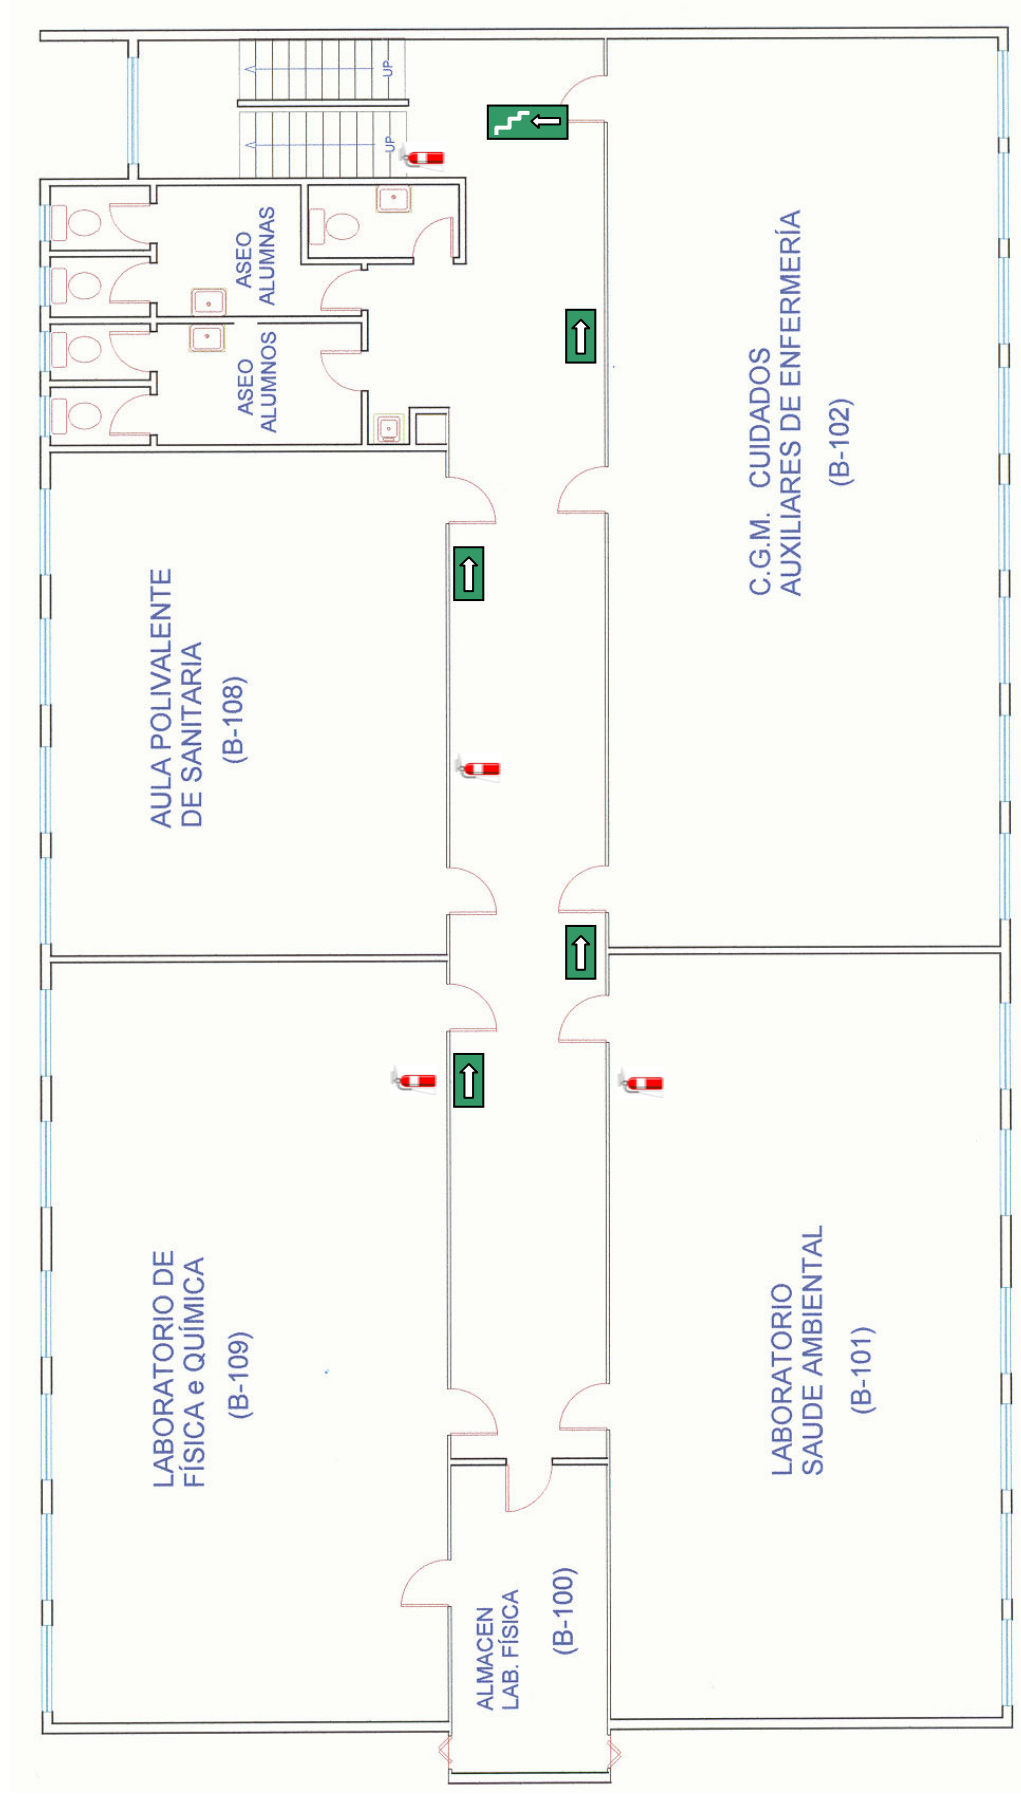 UP
UP
ASEO
ALUMNAS
ASEO
ALUMNOS
C.G.M. CUIDADOS
AUXILIARES DE ENFERMERÍA
(B-102)
AULA POLIVALENTE
DE SANITARIA
(B-108)
LABORATORIO DE
FÍSICA e QUÍMICA
(B-109)
LABORATORIO
SAUDE AMBIENTAL
(B-101)
ALMACEN
LAB. FÍSICA
(B-100)